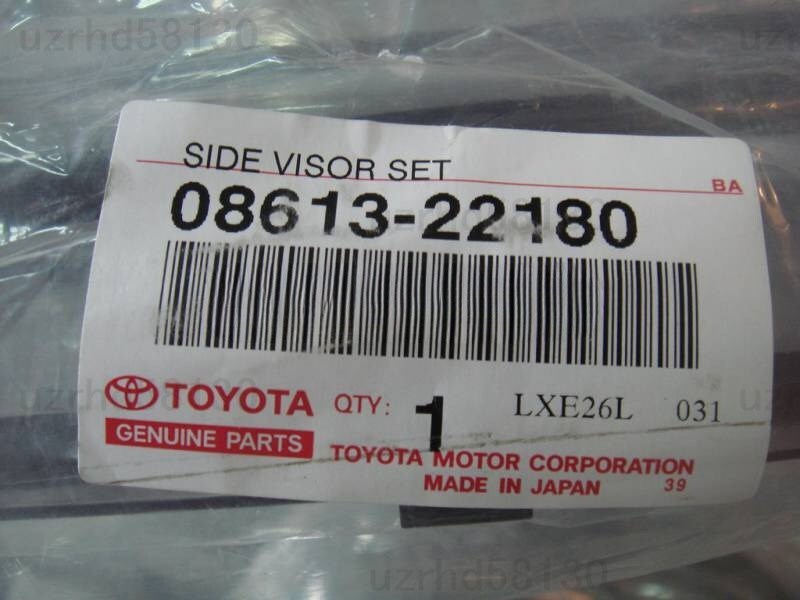 uzrhd58130
SIDE VISOR SET
BA
08613-22180
TOYOTA
GENUINE PARTS
QTY: 1
LXE26L 031
TOYOTA MOTOR CORPORATION
MADE IN JAPAN 39
uzrhd58130